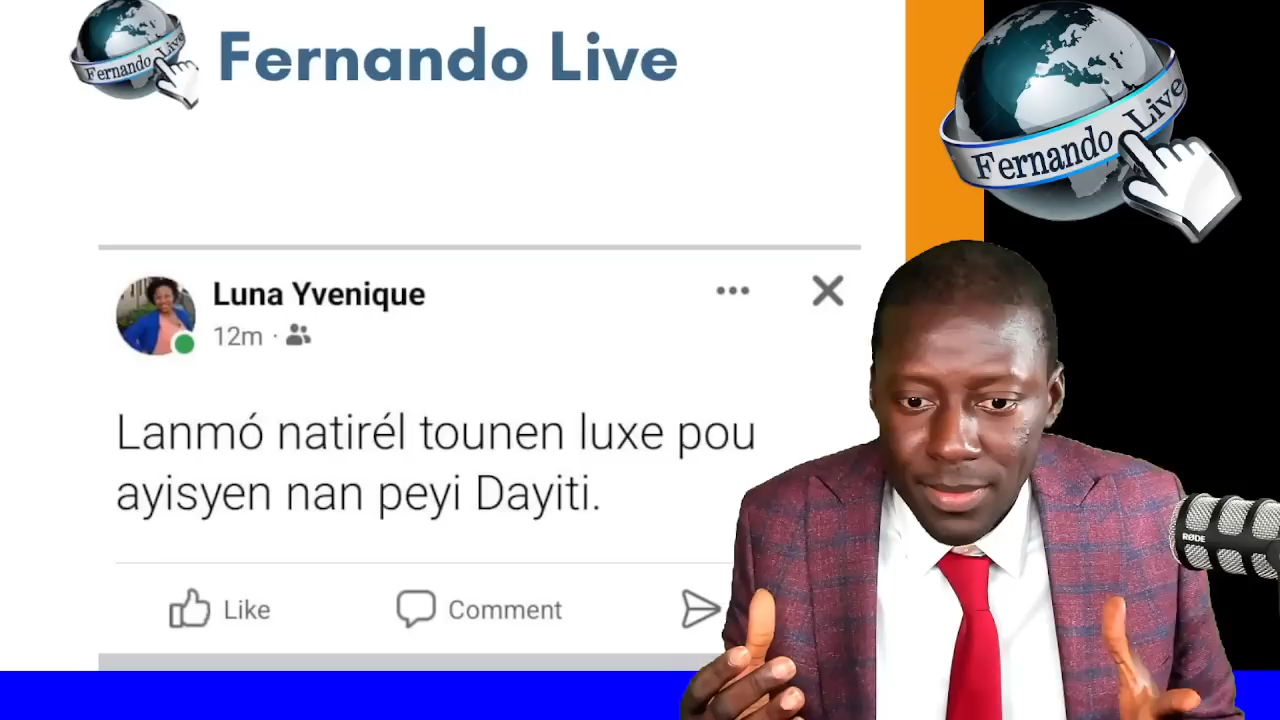 Fernando Live
Fernando
Fernando Live
Luna Yvenique
12m ·
Lanmó natirél tounen luxe pou
ayisyen nan peyi Dayiti.
Like
Comment
RØDE